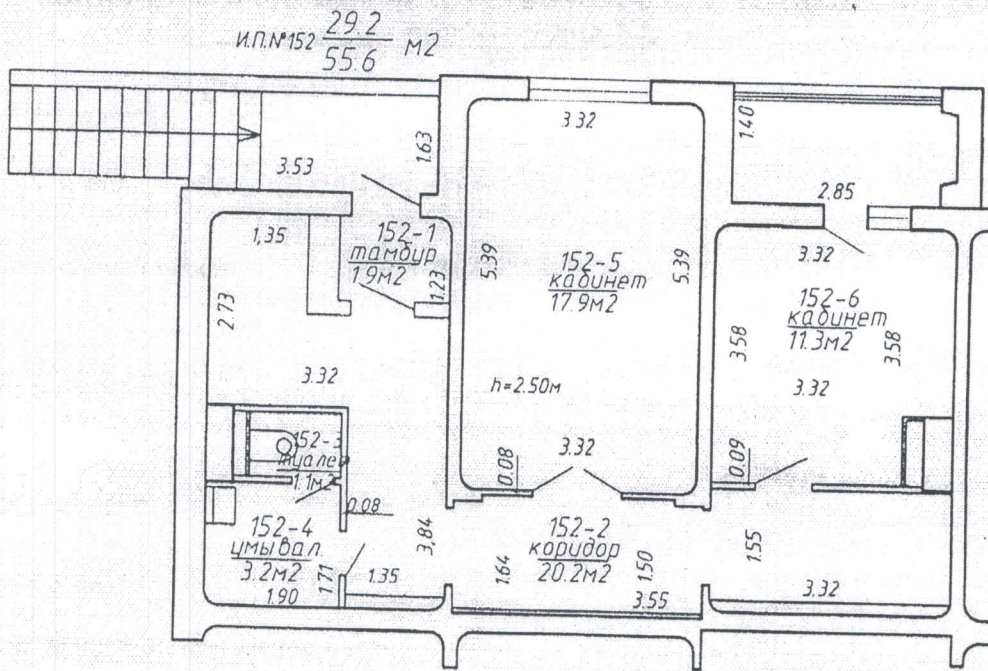 И.П.№152 29.2
55.6 м2
3.32
1.40
3.53
1.63
2.85
1,35
152-1
тамбур
1.9м2
1.23
2.73
5.39
152-5
кабинет
17.9м2
5.39
3.32
152-6
кабинет
11.3м2
3.58
3.58
3.32
3.32
h=2.50м
3.32
152-3
туалет
1.1м2
0.08
0.08
0.09
152-4
умывал.
3.2м2
1.90
1.71
1.35
3,84
152-2
коридор
20.2м2
1.64
1.50
3.55
1.55
3.32